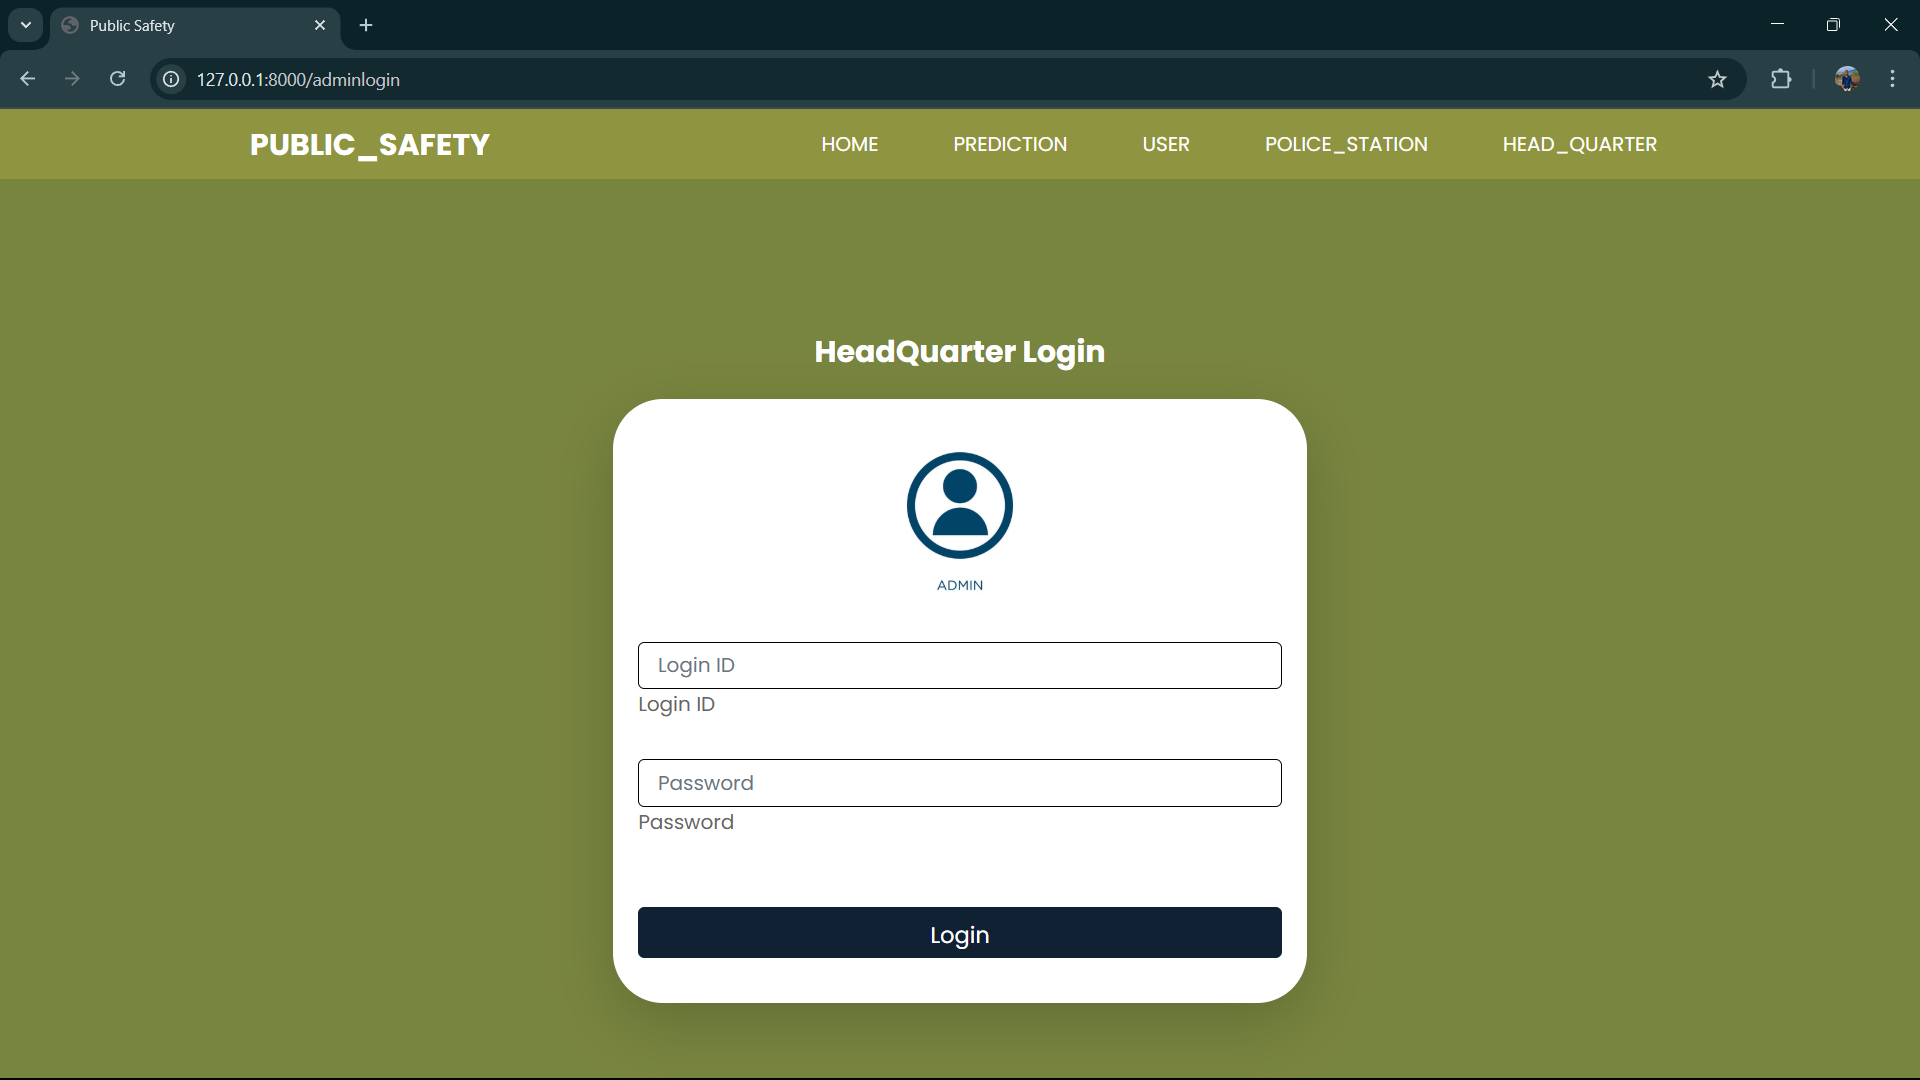 Public Safety
127.0.0.1:8000/adminlogin
PUBLIC_SAFETY HOME PREDICTION USER POLICE_STATION HEAD_QUARTER
HeadQuarter Login
ADMIN
Login ID
Login ID
Password
Password
Login